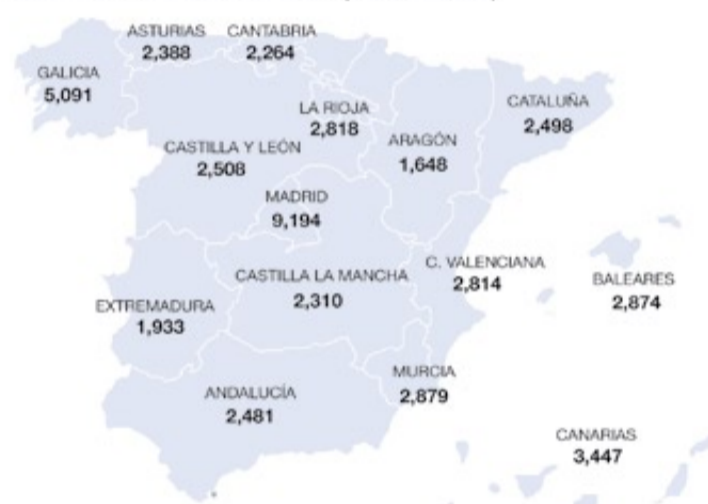 ASTURIAS
2,388
CANTABRIA
2,264
GALICIA
5,091
LA RIOJA
2,818
CATALUÑA
2,498
ARAGÓN
1,648
CASTILLA Y LEÓN
2,508
MADRID
9,194
C. VALENCIANA
2,814
BALEARES
2,874
CASTILLA LA MANCHA
2,310
EXTREMADURA
1,933
MURCIA
2,879
ANDALUCÍA
2,481
CANARIAS
3,447